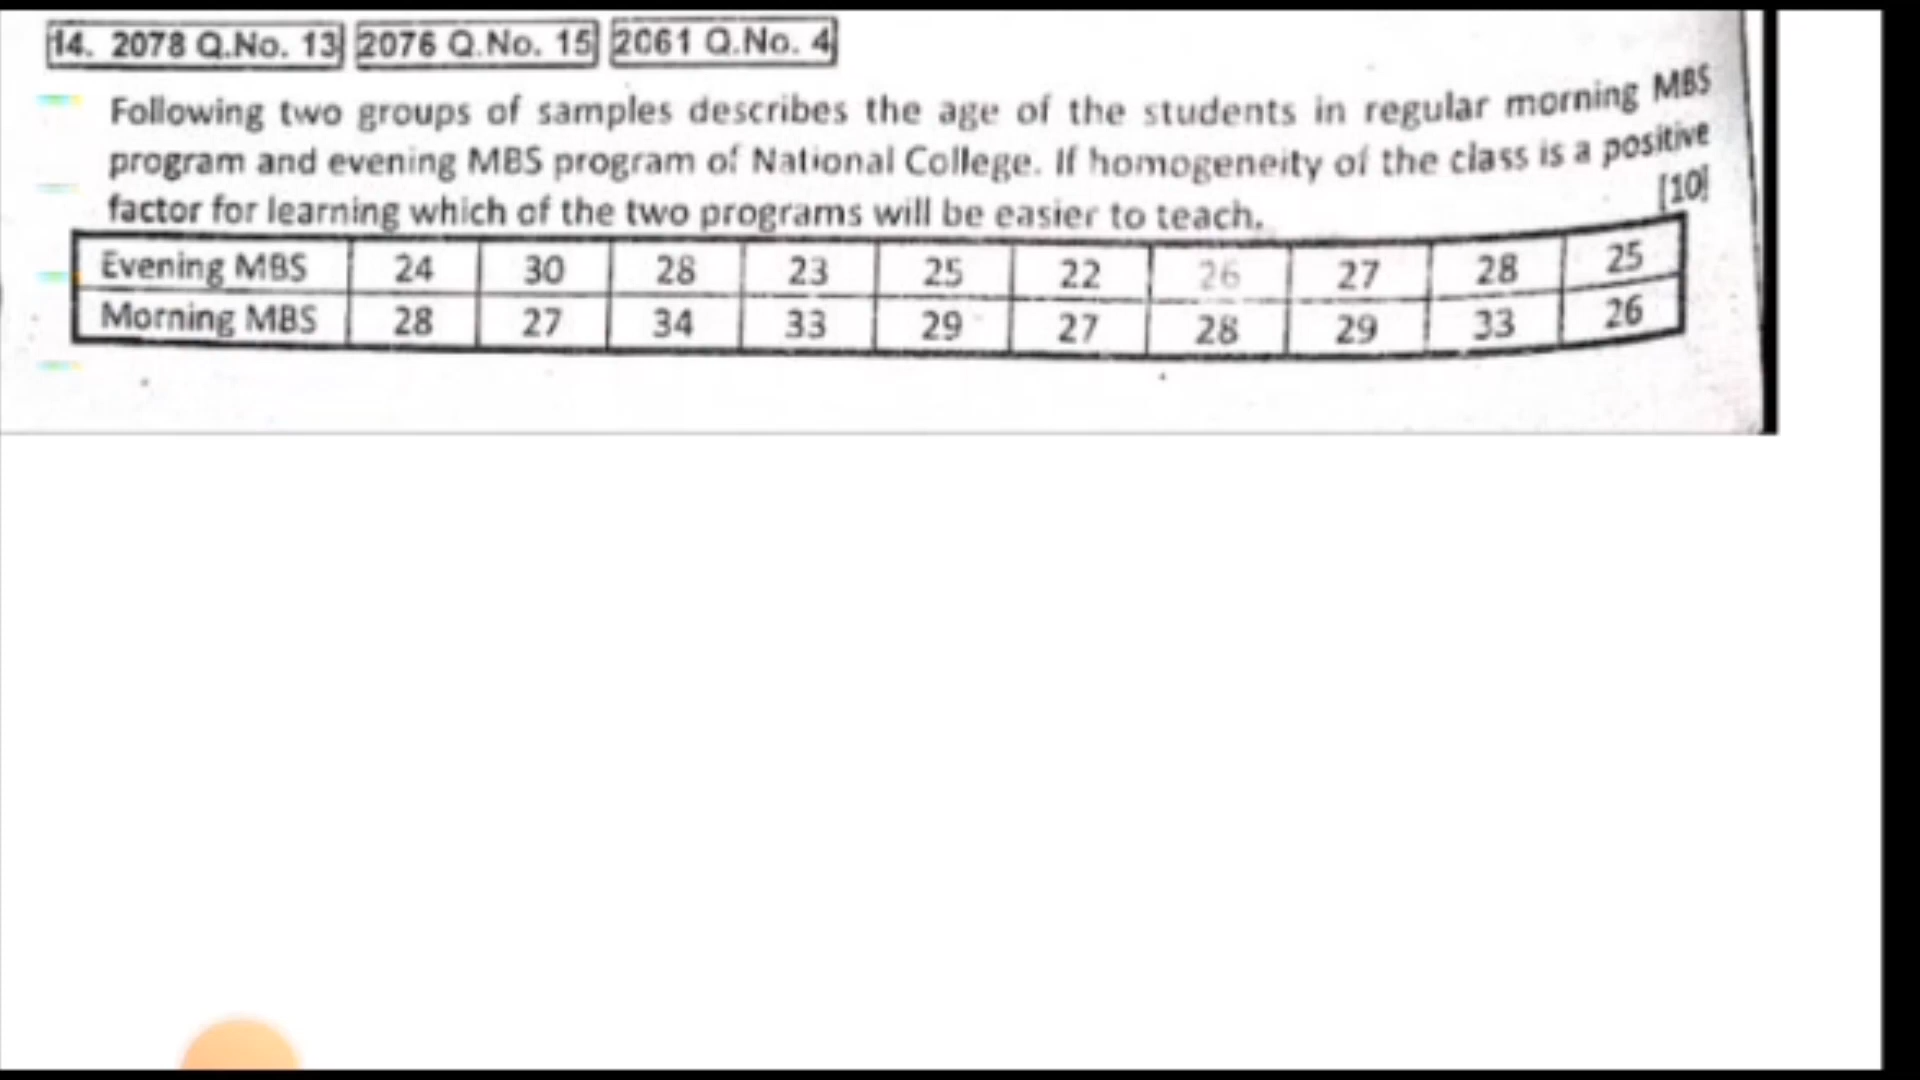 14. 2078 Q.No. 13 2076 Q.No. 15 2061 Q.No. 4
Following two groups of samples describes the age of the students in regular morning MBS
program and evening MBS program of National College. If homogeneity of the class is a positive
factor for learning which of the two programs will be easier to teach. [10]
Evening MBS 24 30 28 23 25 22 26 27 28 25
Morning MBS 28 27 34 33 29 27 28 29 33 26